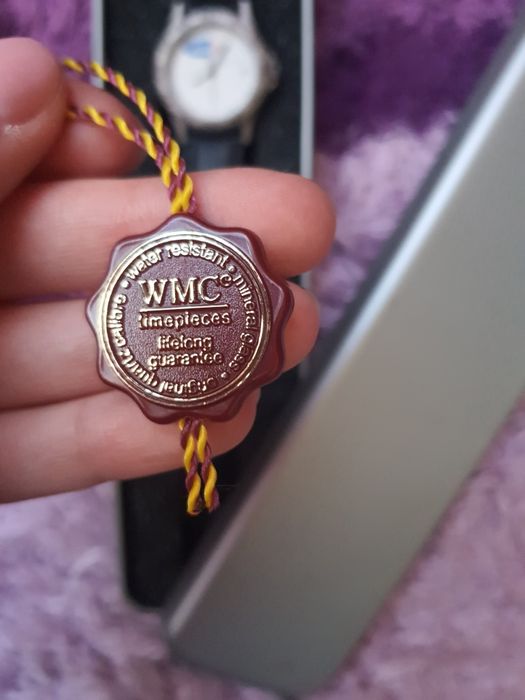 • water resistant • mineral glass • Original quartz calibre
WMC®
timepieces
lifelong
guarantee